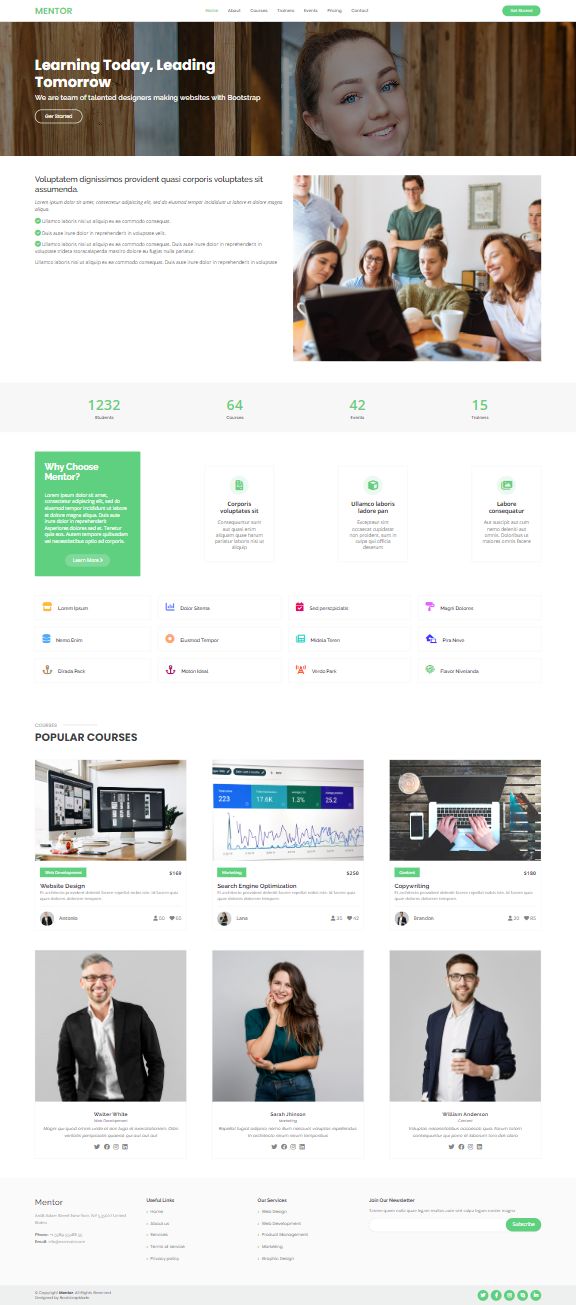 MENTOR
Home About Courses Trainers Events Pricing Contact
Get Started
Learning Today, Leading
Tomorrow
We are team of talented designers making websites with Bootstrap
Get Started
Voluptatem dignissimos provident quasi corporis voluptates sit
assumenda.
Lorem ipsum dolor sit amet, consectetur adipiscing elit, sed do eiusmod tempor incididunt ut labore et dolore magna
aliqua.
Ullamco laboris nisi ut aliquip ex ea commodo consequat.
Duis aute irure dolor in reprehenderit in voluptate velit.
Ullamco laboris nisi ut aliquip ex ea commodo consequat. Duis aute irure dolor in reprehenderit in
voluptate trideta storacalaperda mastiro dolore eu fugiat nulla pariatur.
Ullamco laboris nisi ut aliquip ex ea commodo consequat. Duis aute irure dolor in reprehenderit in voluptate
1232
Students
64
Courses
42
Events
15
Trainers
Why Choose
Mentor?
Lorem ipsum dolor sit amet,
consectetur adipiscing elit, sed do
eiusmod tempor incididunt ut labore
et dolore magna aliqua. Duis aute
irure dolor in reprehenderit
Asperiores dolores sed et. Tenetur
quia eos. Autem tempore quibusdam
vel necessitatibus optio ad corporis.
Learn More
Corporis
voluptates sit
Consequuntur sunt
aut quasi enim
aliquam quae harum
pariatur laboris nisi ut
aliquip
Ullamco laboris
ladore pan
Excepteur sint
occaecat cupidatat
non proident, sunt in
culpa qui officia
deserunt
Labore
consequatur
Aut suscipit aut cum
nemo deleniti aut
omnis. Doloribus ut
maiores omnis facere
Lorem Ipsum
Dolor Sitema
Sed perspiciatis
Magni Dolores
Nemo Enim
Eiusmod Tempor
Midela Teren
Pira Neve
Dirada Pack
Moton Ideal
Verdo Park
Flavor Nivelanda
COURSES
POPULAR COURSES
Web Development
$169
Website Design
Et architecto provident deleniti facere repellat nobis iste. Id facere quia
quae dolores dolorem tempore.
Antonio
50
65
223
17.6K
1.3%
25.2
Marketing
$250
Search Engine Optimization
Et architecto provident deleniti facere repellat nobis iste. Id facere quia
quae dolores dolorem tempore.
Lana
35
42
Content
$180
Copywriting
Et architecto provident deleniti facere repellat nobis iste. Id facere quia
quae dolores dolorem tempore.
Brandon
20
85
Walter White
Web Development
Magni qui quod omnis unde et eos fuga et exercitationem. Odio
veritatis perspiciatis quaerat qui aut aut aut
Sarah Jhinson
Marketing
Repellat fugiat adipisci nemo illum nesciunt voluptas repellendus
In architecto rerum rerum temporibus
William Anderson
Content
Voluptas necessitatibus occaecati quia. Earum totam
consequuntur qui porro et laborum toro des clara
Mentor
A108 Adam Street New York, NY 535022 United
States
Phone:
Email:
Useful Links
Home
About us
Services
Terms of service
Privacy policy
Our Services
Web Design
Web Development
Product Management
Marketing
Graphic Design
Join Our Newsletter
Tamen quem nulla quae legam multos aute sint culpa legam noster magna
Subscribe
© Copyright Mentor. All Rights Reserved
Designed by BootstrapMade